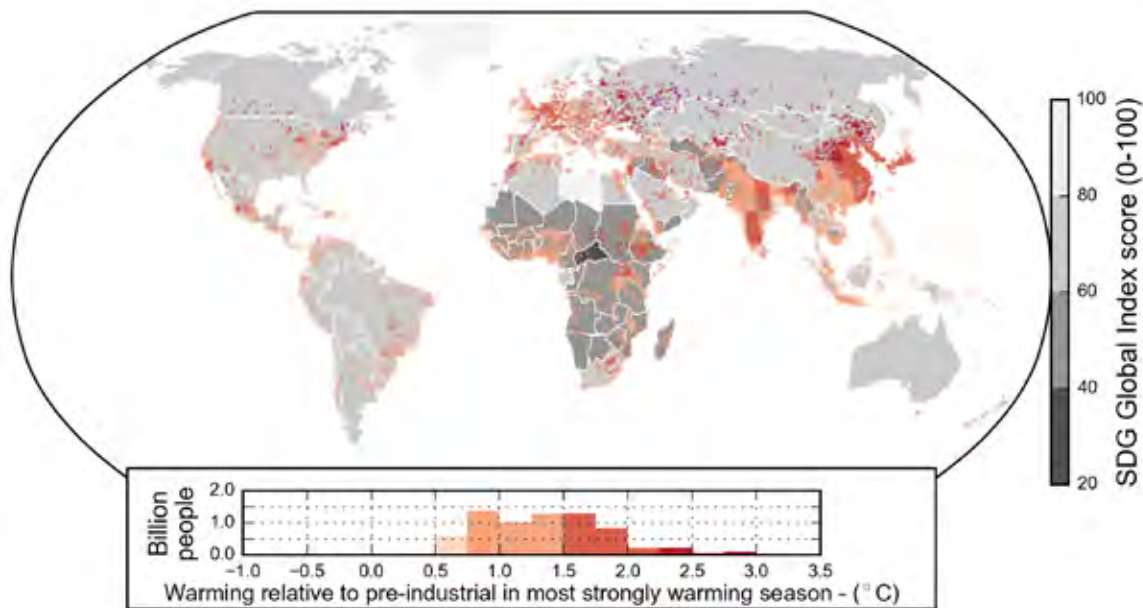 100
80
60
40
20
SDG Global Index score (0-100)
2.0
1.0
0.0
Billion
people
−1.0 −0.5 0.0 0.5 1.0 1.5 2.0 2.5 3.0 3.5
Warming relative to pre-industrial in most strongly warming season - (°C)